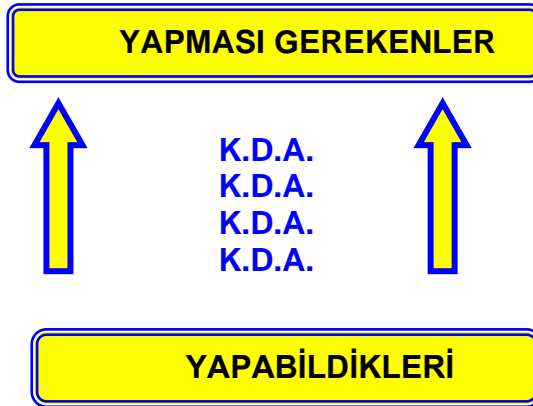 YAPMASI GEREKENLER
K.D.A.
K.D.A.
K.D.A.
K.D.A.
YAPABİLDİKLERİ